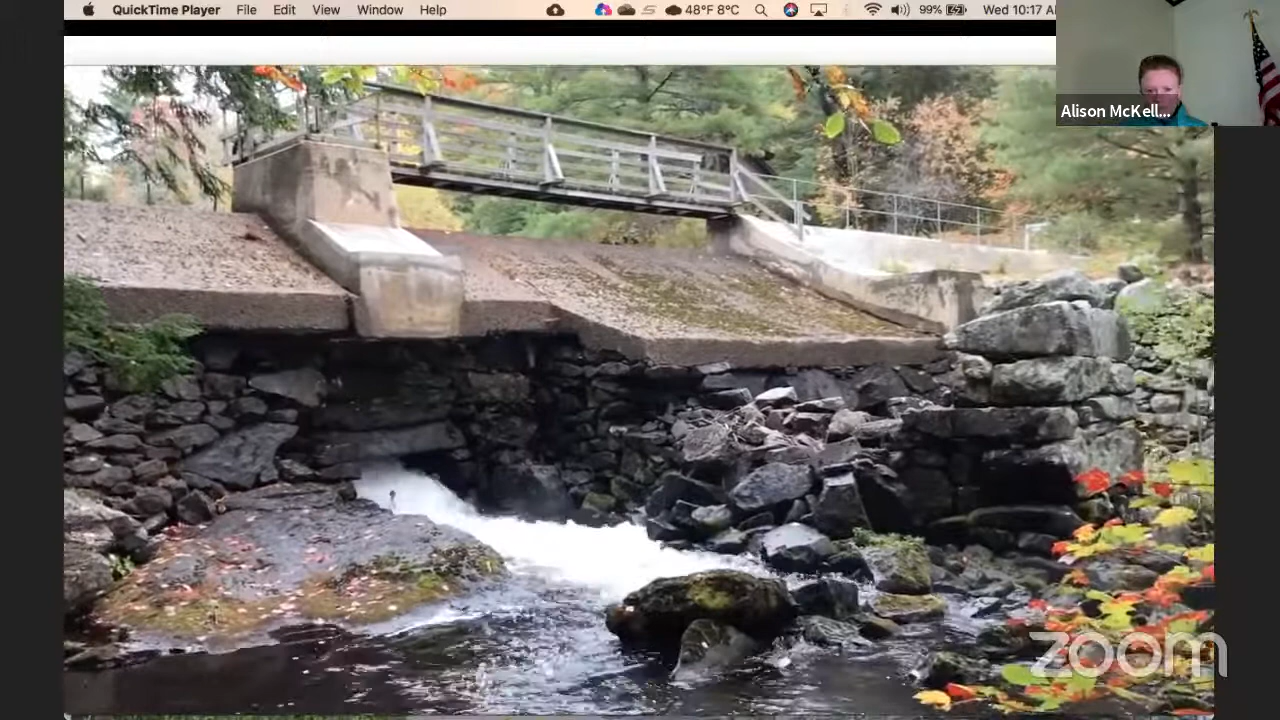 QuickTime Player File Edit View Window Help 48°F 8°C 99% Wed 10:17 A
Alison McKell...
zoom